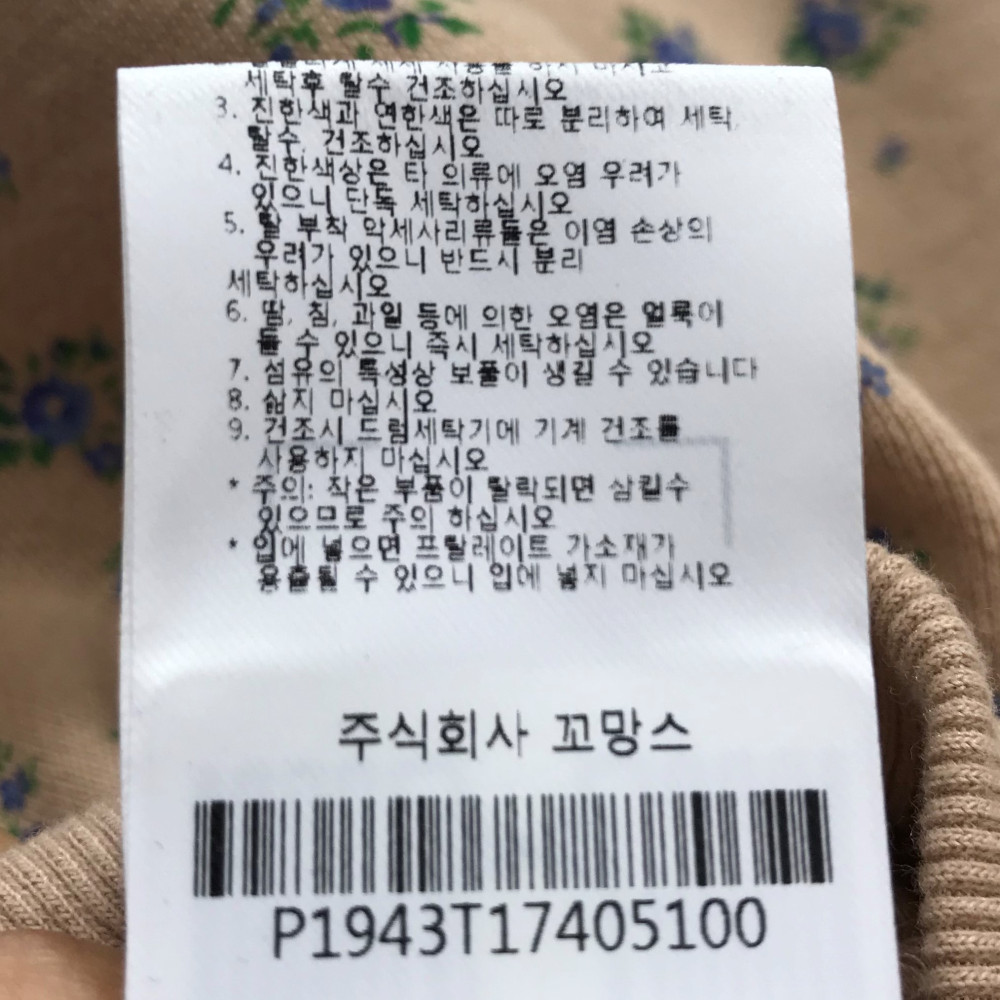 세탁후 탈수 건조하십시오
3. 진한색과 연한색은 따로 분리하여 세탁,
탈수, 건조하십시오
4. 진한색상은 타 의류에 오염 우려가
있으니 단독 세탁하십시오
5. 탈 부착 악세사리류들은 이염 손상의
우려가 있으니 반드시 분리
세탁하십시오
6. 땀, 침, 과일 등에 의한 오염은 얼룩이
들 수 있으니 즉시 세탁하십시오
7. 섬유의 특성상 보풀이 생길 수 있습니다
8. 삶지 마십시오
9. 건조시 드럼세탁기에 기계 건조를
사용하지 마십시오
* 주의: 작은 부품이 탈락되면 삼킬수
있으므로 주의 하십시오
* 입에 넣으면 프탈레이트 가소재가
용출될 수 있으니 입에 넣지 마십시오
주식회사 꼬망스
P1943T17405100